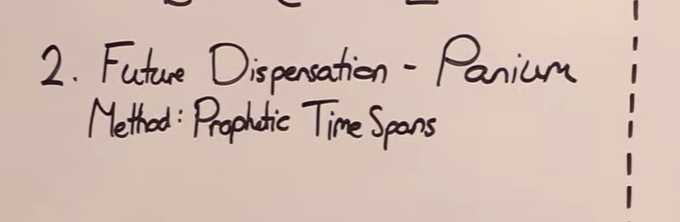 2. Future Dispensation - Panium
Method: Prophetic Time Spans